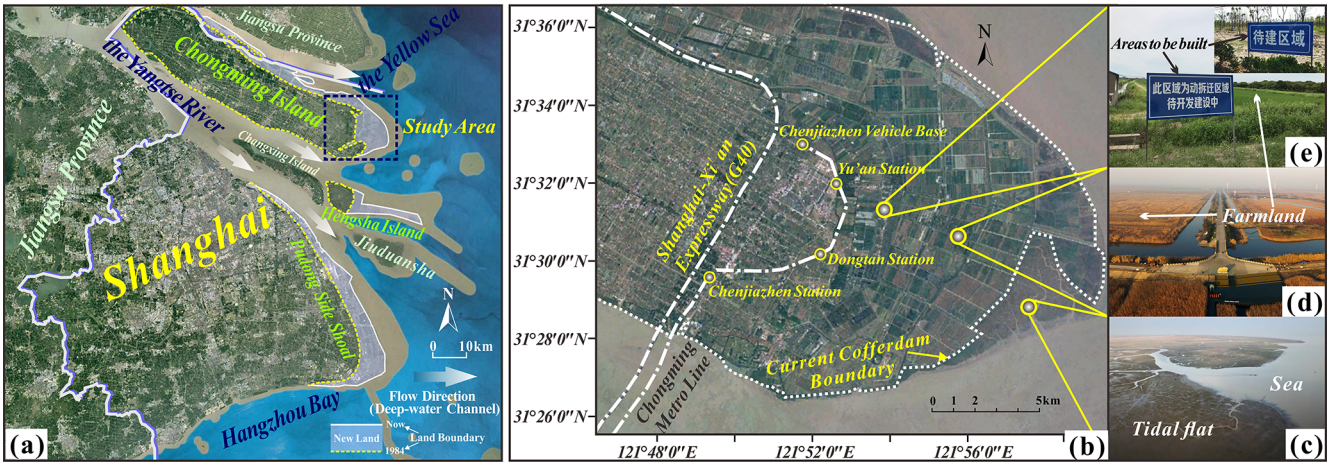 (a)
Jiangsu Province
Chongming Island
the Yellow Sea
the Yangtse River
Study Area
Jiangsu Province
Changxing Island
Shanghai
Hengsha Island
Jiuduansha
Pudong Side Shoal
N
0 10km
Flow Direction
(Deep-water Channel)
Hangzhou Bay
New Land
Now
Land Boundary
1984
31°36′0″N
31°34′0″N
31°32′0″N
31°30′0″N
31°28′0″N
31°26′0″N
N
Chenjiazhen Vehicle Base
Yu'an Station
Shanghai-Xi' an
Expressway(G40)
Dongtan Station
Chenjiazhen Station
Current Cofferdam
Boundary
Chongming
Metro Line
0 1 2 5km
(b)
121°48′0″E
121°52′0″E
121°56′0″E
Areas to be built
待建区域
此区域为动拆迁区域
待开发建设中
(e)
Farmland
(d)
Sea
Tidal flat
(c)